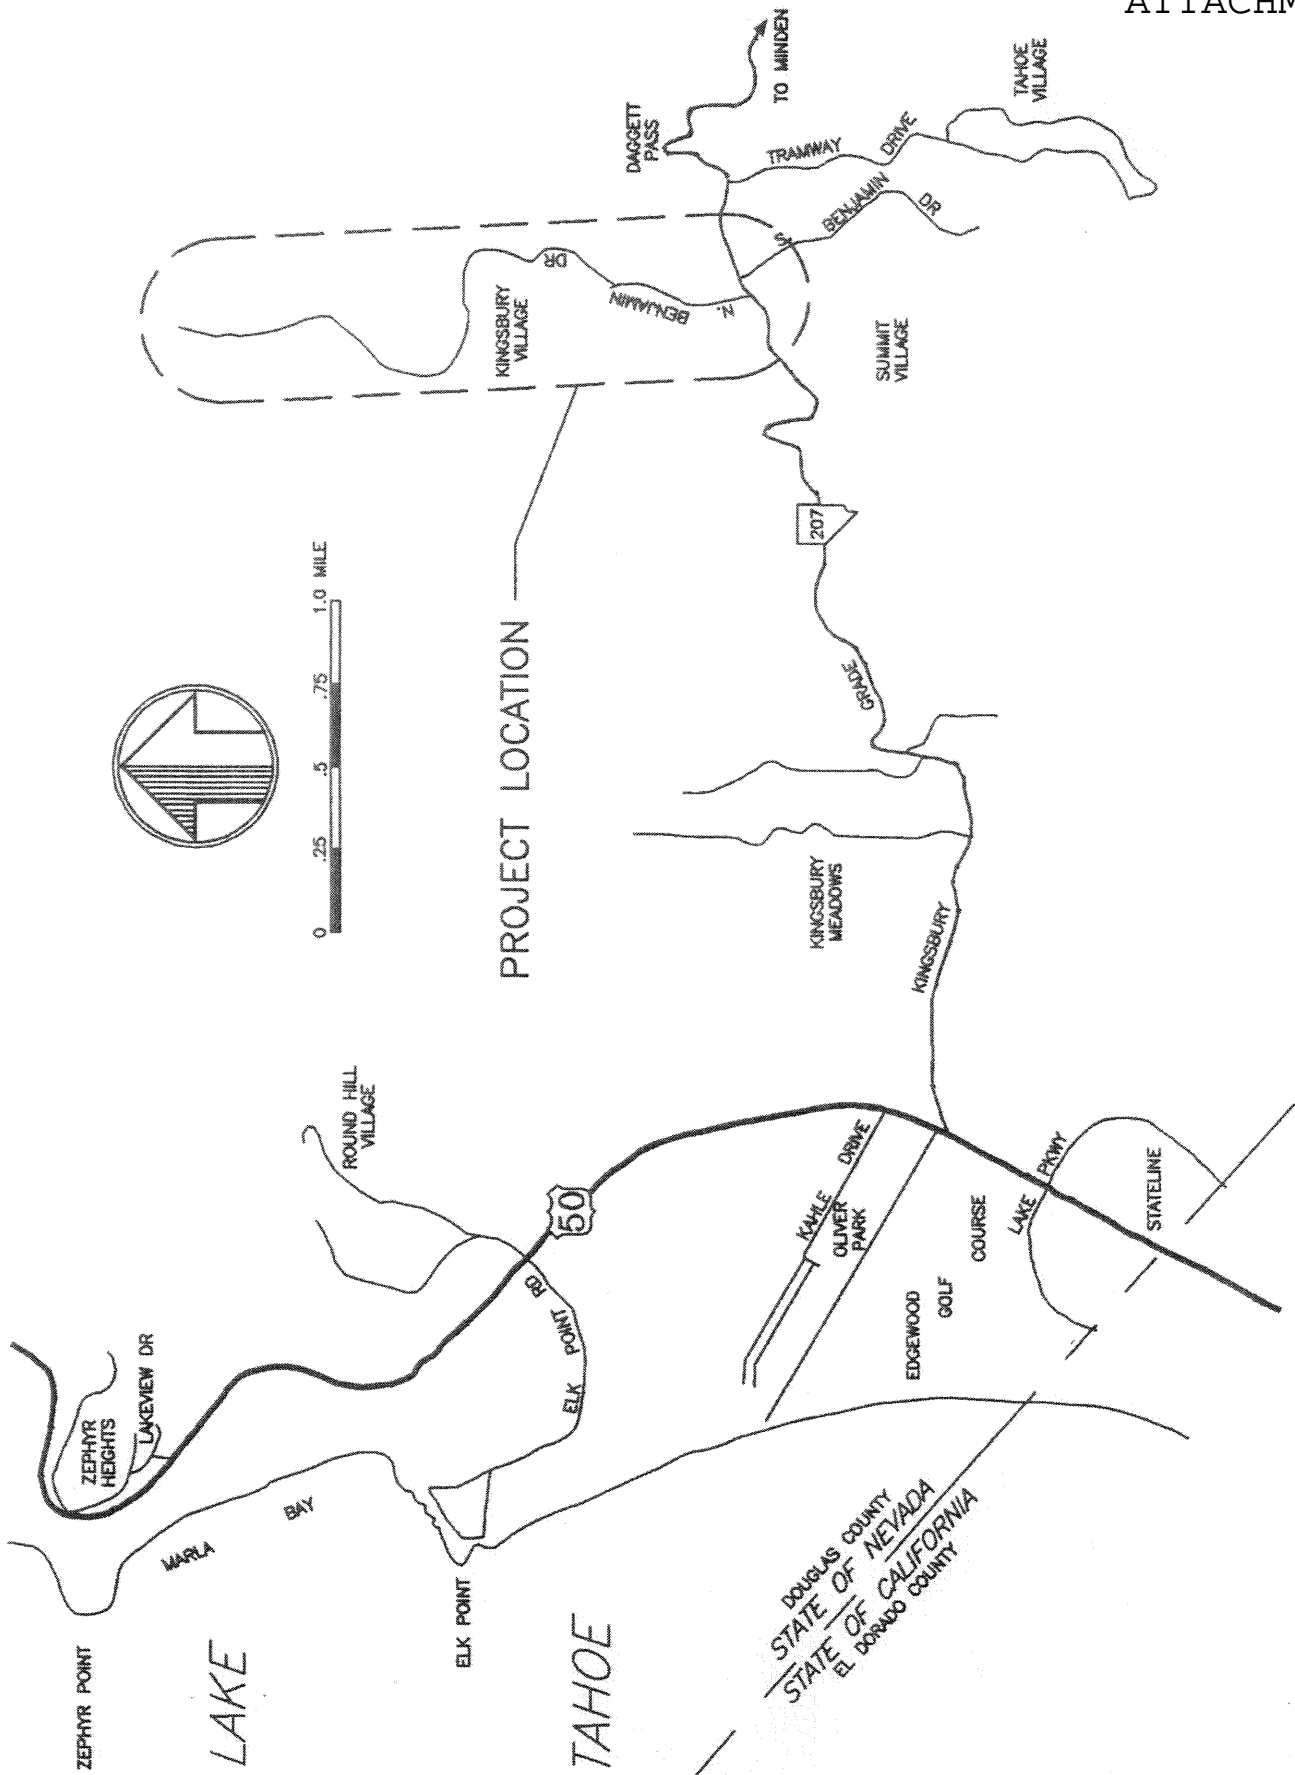 ATTACHM
ZEPHYR POINT
LAKE
MARLA
BAY
ZEPHYR
HEIGHTS
LAKEVIEW DR
ELK POINT
TAHOE
ELK
POINT
RD
ROUND HILL
VILLAGE
50
0
.25
.5
.75
1.0 MILE
PROJECT LOCATION
KINGSBURY
VILLAGE
N.
BENJAMIN
DR
DAGGETT
PASS
TO MINDEN
TRAMWAY
DRIVE
TAHOE
VILLAGE
S.
BENJAMIN
DR
SUMMIT
VILLAGE
207
GRADE
KINGSBURY
KINGSBURY
MEADOWS
KAHLE
DRIVE
OLIVER
PARK
EDGEWOOD
GOLF
COURSE
LAKE
PKWY
STATELINE
DOUGLAS COUNTY
STATE OF NEVADA
STATE OF CALIFORNIA
EL DORADO COUNTY